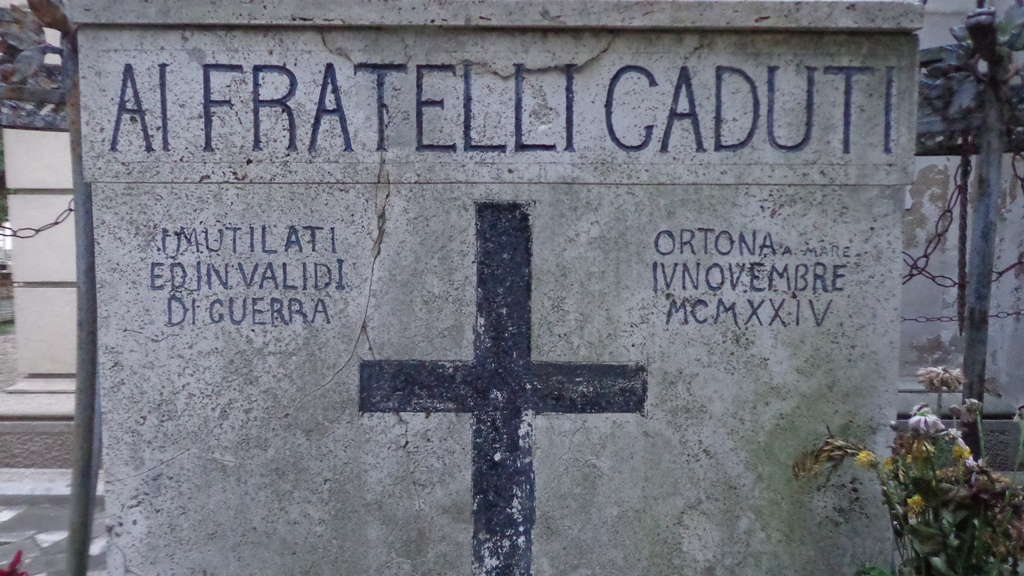 AI FRATELLI CADUTI
I MUTILATI
ED INVALIDI
DI GUERRA
ORTONA A MARE
IV NOVEMBRE
MCMXXIV